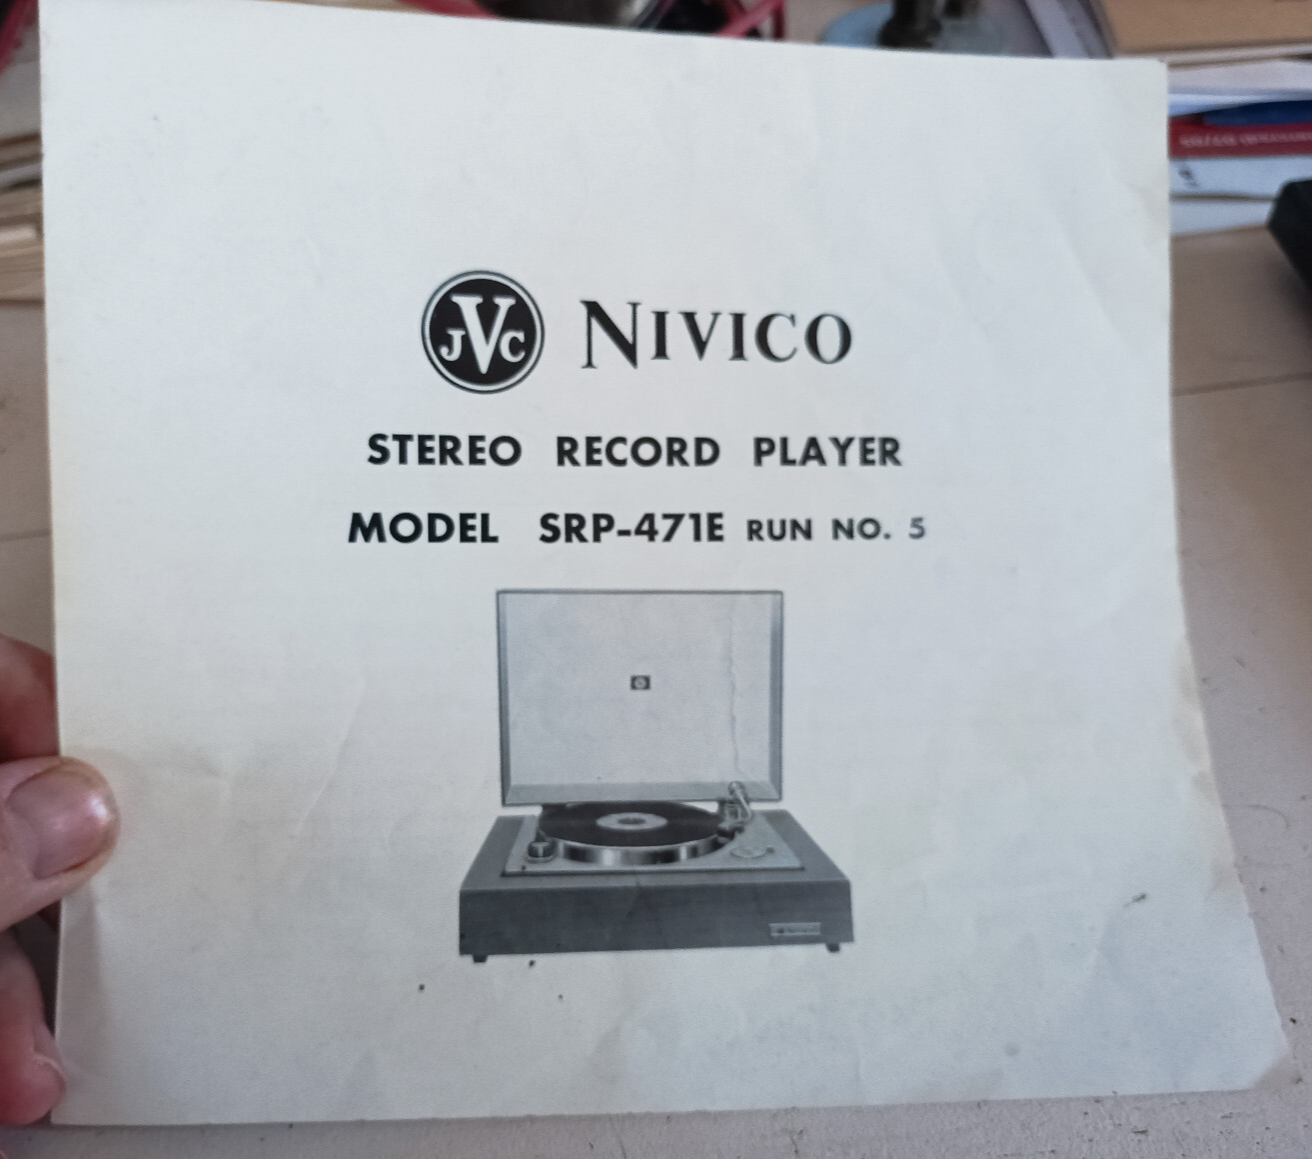 JVC NIVICO
STEREO RECORD PLAYER
MODEL SRP-471E RUN NO. 5